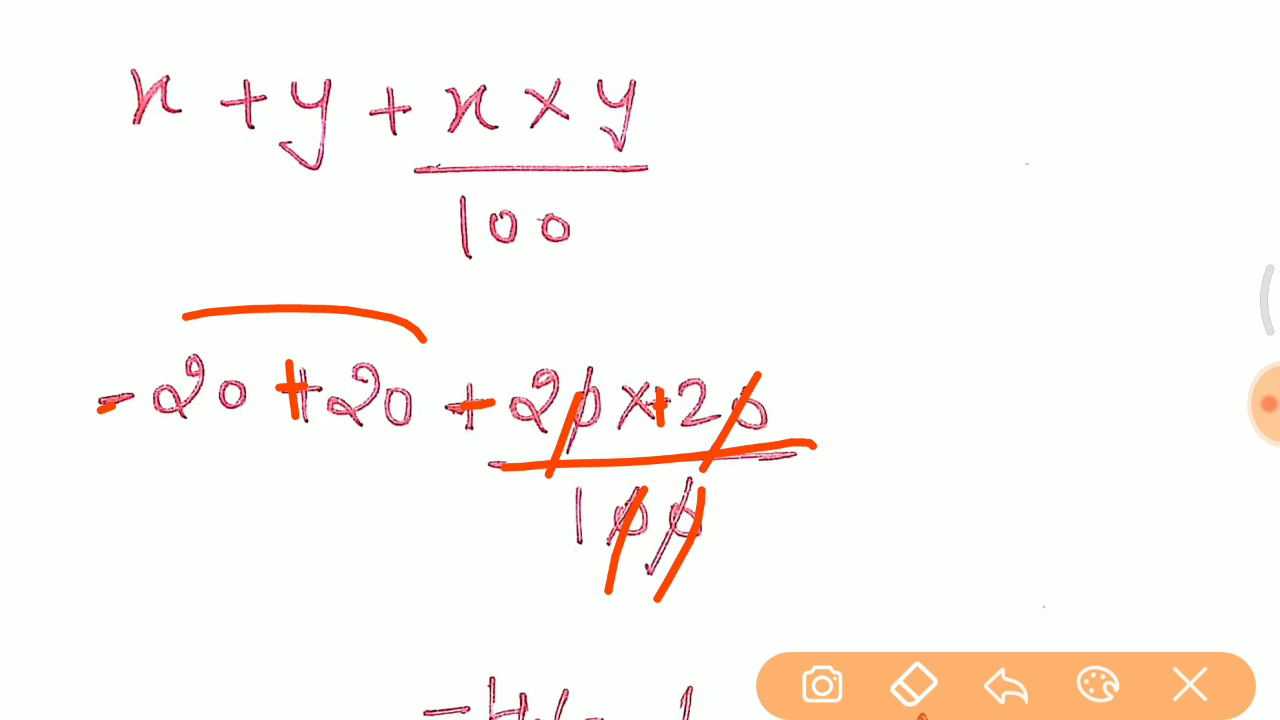 x + y + x × y
100
- 20 + 20 + 20 × +20
100